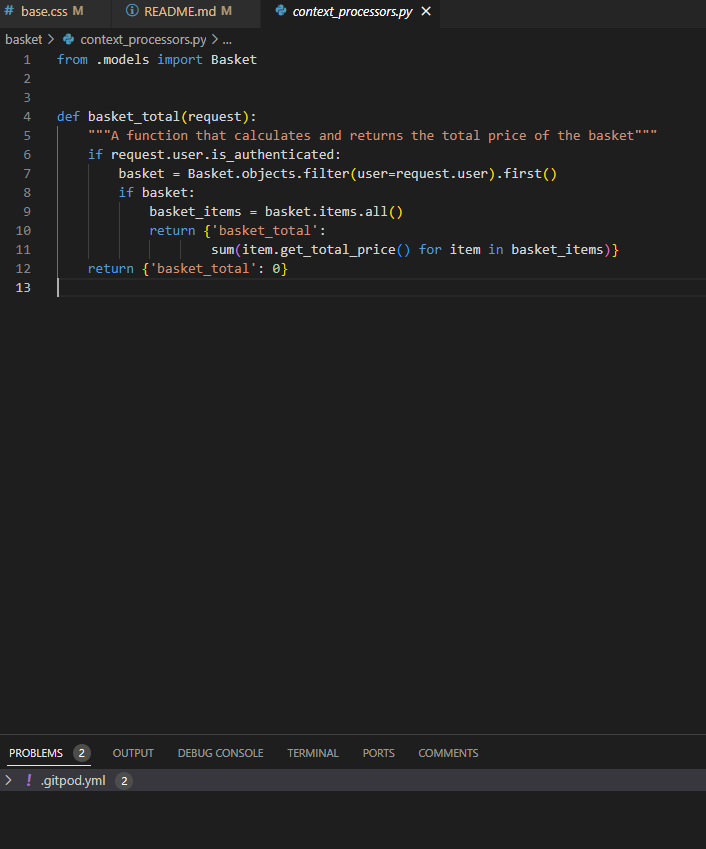 # base.css M README.md M context_processors.py
basket > context_processors.py > ...
1 from .models import Basket
2
3
4 def basket_total(request):
5     """A function that calculates and returns the total price of the basket"""
6     if request.user.is_authenticated:
7         basket = Basket.objects.filter(user=request.user).first()
8         if basket:
9             basket_items = basket.items.all()
10             return {'basket_total':
11                     sum(item.get_total_price() for item in basket_items)}
12     return {'basket_total': 0}
13
PROBLEMS 2 OUTPUT DEBUG CONSOLE TERMINAL PORTS COMMENTS
> ! .gitpod.yml 2